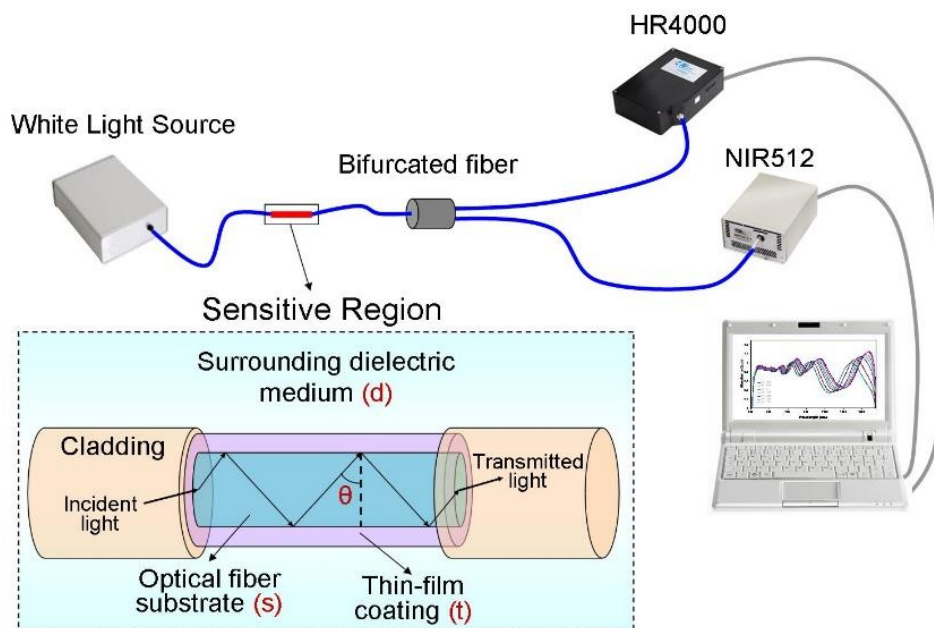 HR4000
White Light Source
Bifurcated fiber
NIR512
Sensitive Region
Surrounding dielectric
medium (d)
Cladding
Incident
light
θ
Transmitted
light
Optical fiber
substrate (s)
Thin-film
coating (t)